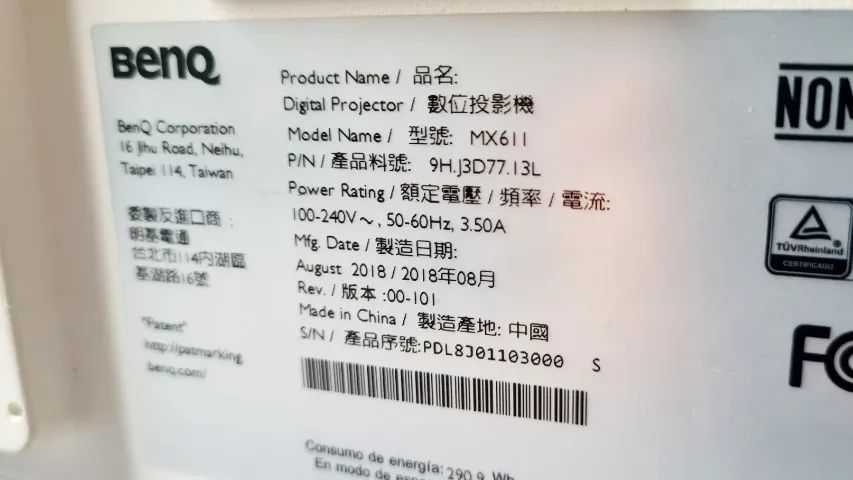 BenQ
BenQ Corporation
16 Jihu Road, Neihu,
Taipei 114, Taiwan
委製及進口商：
明基電通
台北市114內湖區
基湖路16號
"Patent"
http://patmarking.
benq.com/
Product Name / 品名:
Digital Projector / 數位投影機
Model Name / 型號: MX611
P/N / 產品料號: 9H.J3D77.13L
Power Rating / 額定電壓 / 頻率 / 電流:
100-240V～, 50-60Hz, 3.50A
Mfg. Date / 製造日期:
August 2018 / 2018年08月
Rev. / 版本 :00-101
Made in China / 製造產地: 中國
S/N / 產品序號:PDL8J01103000 S
Consumo de energía: 290.9 Wh
En modo de
NOM
TÜVRheinland
CERTIFICADO
FC